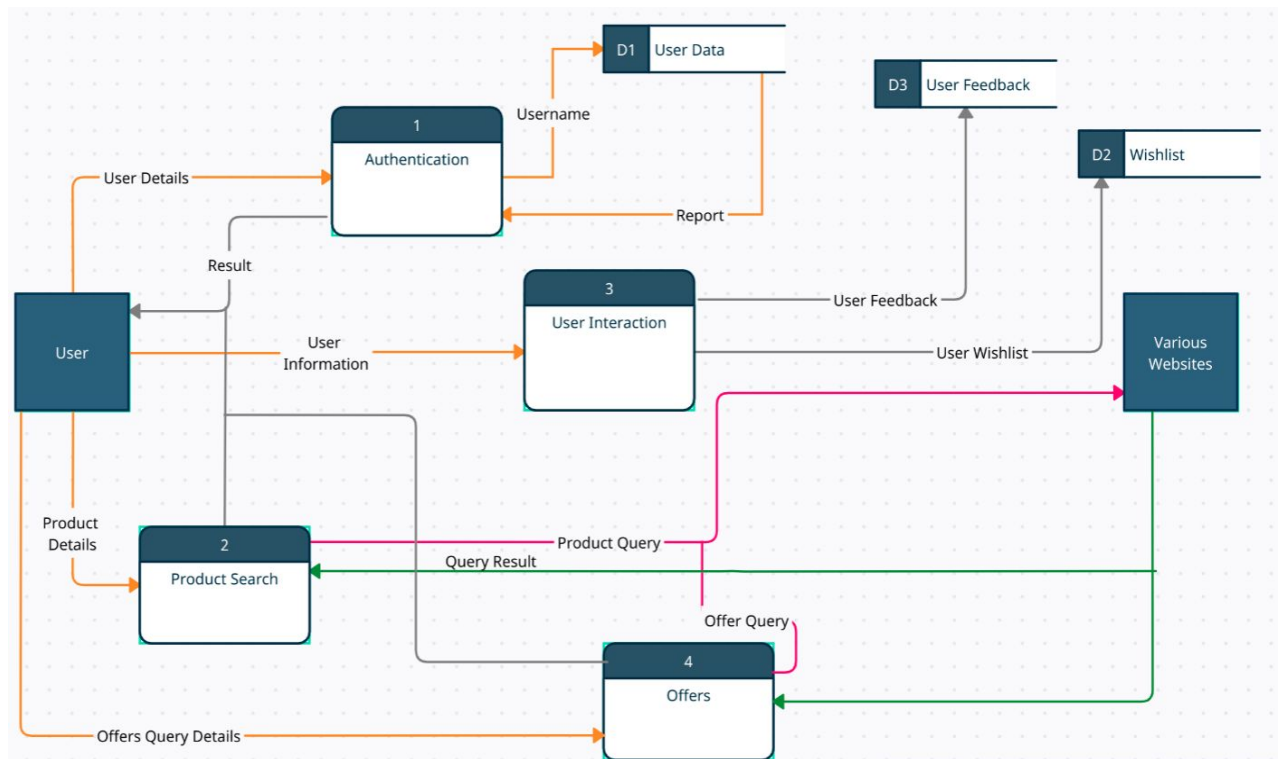 D1 User Data
D3 User Feedback
Username
1
Authentication
D2 Wishlist
User Details
Report
Result
3
User Interaction
User Feedback
User
User
Information
User Wishlist
Various
Websites
Product
Details
2
Product Search
Product Query
Query Result
Offer Query
4
Offers
Offers Query Details